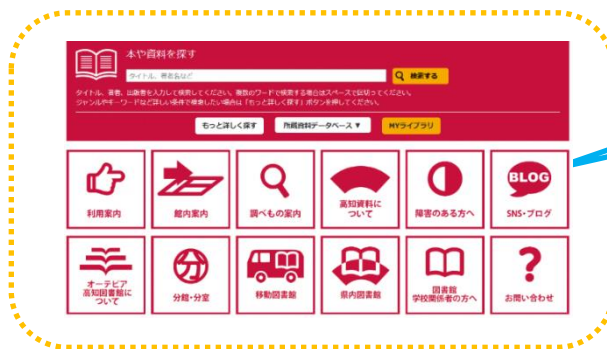 本や資料を探す
タイトル、著者名など
検索する
タイトル、著者、出版者を入力して検索してください。複数のワードで検索する場合はスペースで区切ってください。
ジャンルやキーワードなど詳しい条件で検索したい場合は「もっと詳しく探す」ボタンを押してください。
もっと詳しく探す
所蔵資料データベース ▼
MYライブラリ
利用案内
館内案内
調べもの案内
高知資料に
ついて
障害のある方へ
BLOG
SNS・ブログ
オーテピア
高知図書館に
ついて
分
分館・分室
移動図書館
県内図書館
図書館
学校関係者の方へ
?
お問い合わせ